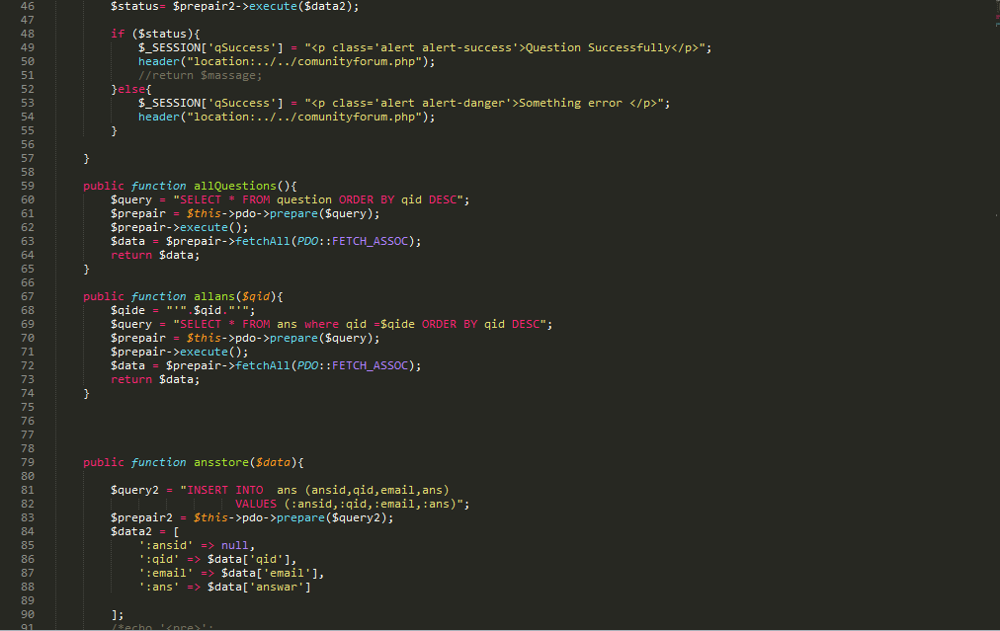 46 $status= $prepair2->execute($data2);
47
48 if ($status){
49 $_SESSION['qSuccess'] = "<p class='alert alert-success'>Question Successfully</p>";
50 header("location:../../comunityforum.php");
51 //return $massage;
52 }else{
53 $_SESSION['qSuccess'] = "<p class='alert alert-danger'>Something error </p>";
54 header("location:../../comunityforum.php");
55 }
56
57 }
58
59 public function allQuestions(){
60 $query = "SELECT * FROM question ORDER BY qid DESC";
61 $prepair = $this->pdo->prepare($query);
62 $prepair->execute();
63 $data = $prepair->fetchAll(PDO::FETCH_ASSOC);
64 return $data;
65 }
66
67 public function allans($qid){
68 $qide = "'".$qid."'";
69 $query = "SELECT * FROM ans where qid =$qide ORDER BY qid DESC";
70 $prepair = $this->pdo->prepare($query);
71 $prepair->execute();
72 $data = $prepair->fetchAll(PDO::FETCH_ASSOC);
73 return $data;
74 }
75
76
77
78
79 public function ansstore($data){
80
81 $query2 = "INSERT INTO  ans (ansid,qid,email,ans)
82 VALUES (:ansid,:qid,:email,:ans)";
83 $prepair2 = $this->pdo->prepare($query2);
84 $data2 = [
85 ':ansid' => null,
86 ':qid' => $data['qid'],
87 ':email' => $data['email'],
88 ':ans' => $data['answar']
89
90 ];
91 /*echo '<pre>';